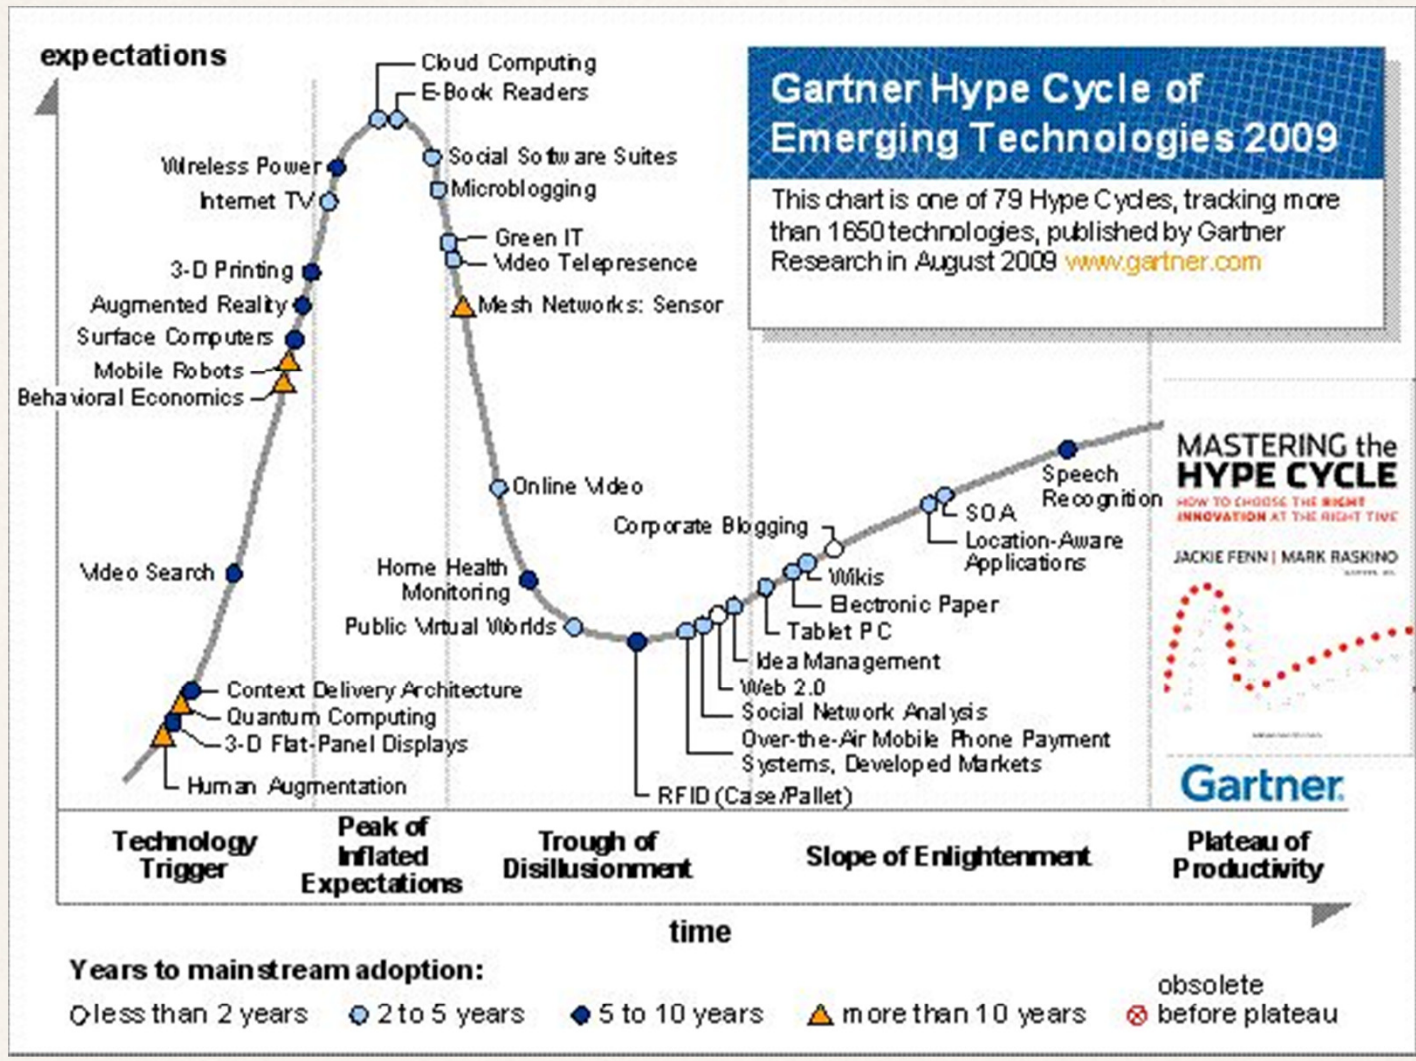 expectations
Gartner Hype Cycle of
Emerging Technologies 2009
This chart is one of 79 Hype Cycles, tracking more
than 1650 technologies, published by Gartner
Research in August 2009 www.gartner.com
Cloud Computing
E-Book Readers
Wireless Power
Internet TV
Social Software Suites
Microblogging
Green IT
Video Telepresence
3-D Printing
Augmented Reality
Surface Computers
Mobile Robots
Behavioral Economics
Mesh Networks: Sensor
Online Video
Video Search
Home Health
Monitoring
Public Virtual Worlds
Corporate Blogging
Speech
Recognition
SOA
Location-Aware
Applications
Wikis
Electronic Paper
Tablet PC
Idea Management
Web 2.0
Social Network Analysis
Over-the-Air Mobile Phone Payment
Systems, Developed Markets
RFID (Case/Pallet)
Context Delivery Architecture
Quantum Computing
3-D Flat-Panel Displays
Human Augmentation
MASTERING the
HYPE CYCLE
HOW TO CHOOSE THE RIGHT
INNOVATION AT THE RIGHT TIME
JACKIE FENN | MARK RASKINO
Gartner.
Technology
Trigger
Peak of
Inflated
Expectations
Trough of
Disillusionment
Slope of Enlightenment
Plateau of
Productivity
time
Years to mainstream adoption:
less than 2 years
2 to 5 years
5 to 10 years
more than 10 years
obsolete
before plateau